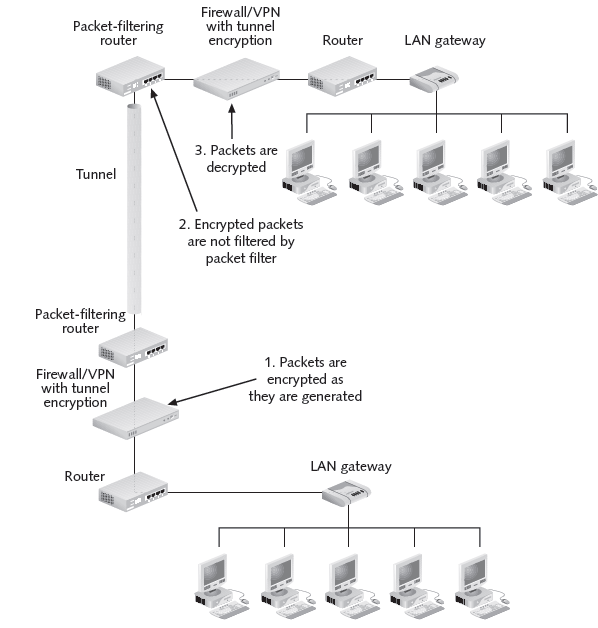 Packet-filtering
router
Firewall/VPN
with tunnel
encryption
Router
LAN gateway
3. Packets are
decrypted
Tunnel
2. Encrypted packets
are not filtered by
packet filter
Packet-filtering
router
Firewall/VPN
with tunnel
encryption
1. Packets are
encrypted as
they are generated
Router
LAN gateway